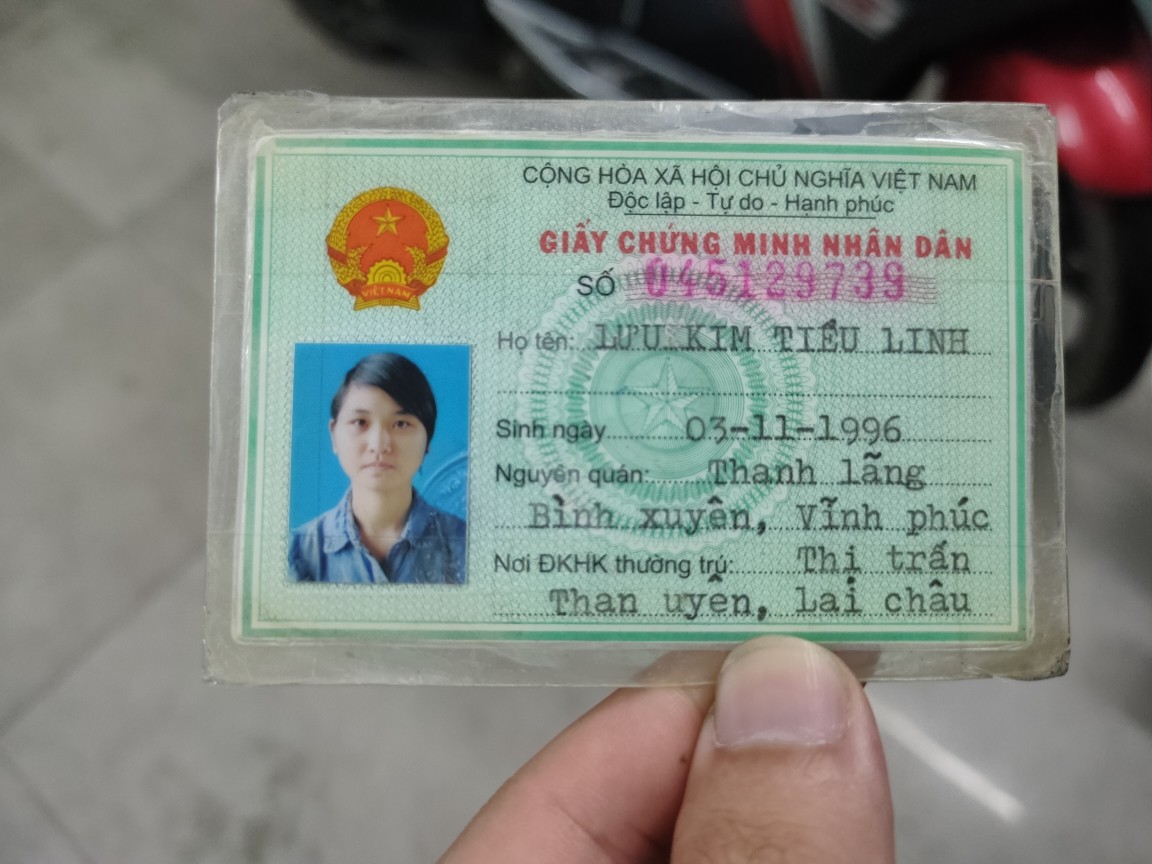 CỘNG HÒA XÃ HỘI CHỦ NGHĨA VIỆT NAM
Độc lập - Tự do - Hạnh phúc
GIẤY CHỨNG MINH NHÂN DÂN
SỐ 045129739
VIỆT NAM
Họ tên: LƯU KIM TIỂU LINH
Sinh ngày 03-11-1996
Nguyên quán: Thanh lãng
Bình xuyên, Vĩnh phúc
Nơi ĐKHK thường trú: Thị trấn
Than uyên, Lai châu